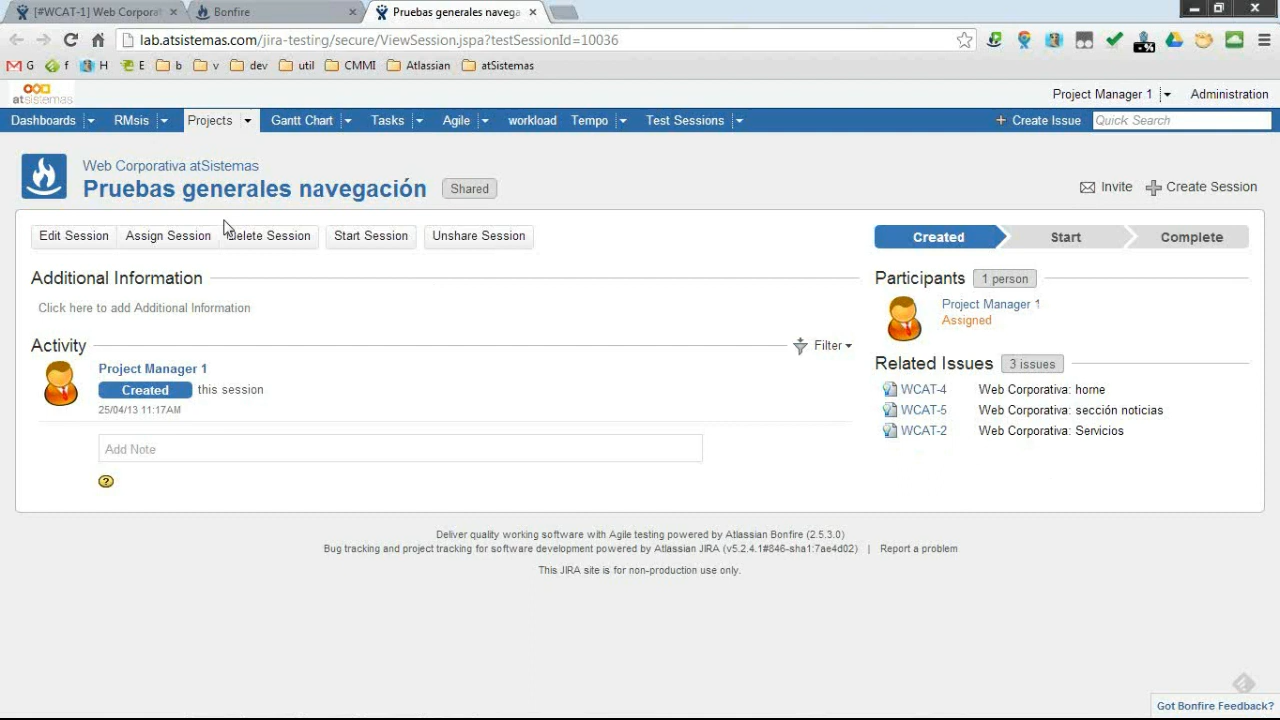 [#WCAT-1] Web Corporat
Bonfire
Pruebas generales navega
lab.atsistemas.com/jira-testing/secure/ViewSession.jspa?testSessionId=10036
G
f
H
E
b
v
dev
util
CMMI
Atlassian
atSistemas
atsistemas
Project Manager 1
Administration
Dashboards
RMsis
Projects
Gantt Chart
Tasks
Agile
workload
Tempo
Test Sessions
+ Create Issue
Quick Search
Web Corporativa atSistemas
Pruebas generales navegación
Shared
Invite
Create Session
Edit Session
Assign Session
Delete Session
Start Session
Unshare Session
Created
Start
Complete
Additional Information
Click here to add Additional Information
Participants
1 person
Project Manager 1
Assigned
Activity
Filter
Project Manager 1
Created this session
25/04/13 11:17AM
Add Note
?
Related Issues
3 issues
WCAT-4 Web Corporativa: home
WCAT-5 Web Corporativa: sección noticias
WCAT-2 Web Corporativa: Servicios
Deliver quality working software with Agile testing powered by Atlassian Bonfire (2.5.3.0)
Bug tracking and project tracking for software development powered by Atlassian JIRA (v5.2.4.1#846-sha1:7ae4d02) | Report a problem
This JIRA site is for non-production use only.
Got Bonfire Feedback?